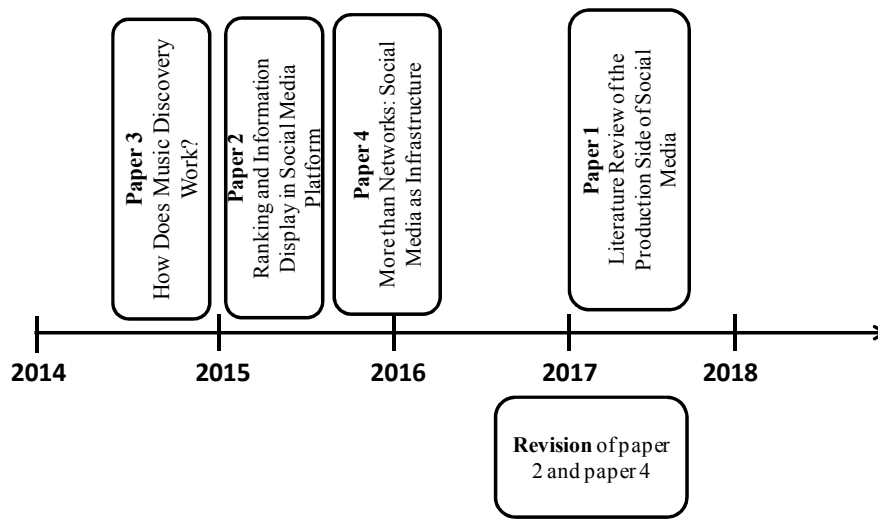 Paper 3
How Does Music Discovery
Work?
Paper 2
Ranking and Information
Display in Social Media
Platform
Paper 4
More than Networks: Social
Media as Infrastructure
Paper 1
Literature Review of the
Production Side of Social
Media
2014
2015
2016
2017
2018
Revision of paper
2 and paper 4